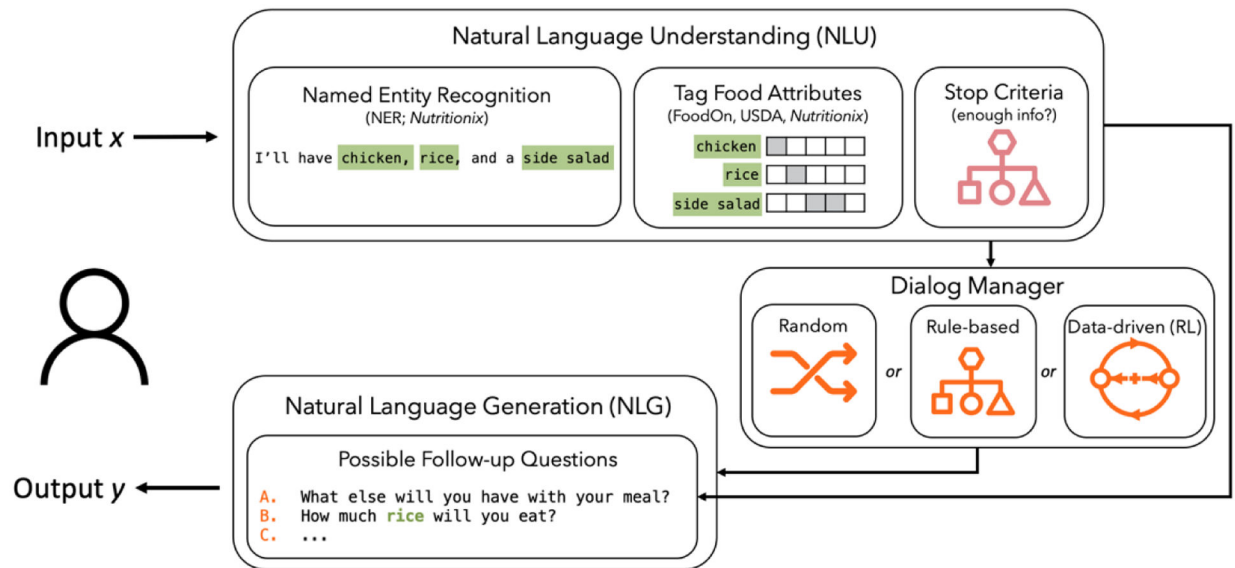 Natural Language Understanding (NLU)
Input x
Named Entity Recognition
(NER; Nutritionix)
I'll have chicken, rice, and a side salad
Tag Food Attributes
(FoodOn, USDA, Nutritionix)
chicken
rice
side salad
Stop Criteria
(enough info?)
Dialog Manager
Random
or
Rule-based
or
Data-driven (RL)
Natural Language Generation (NLG)
Possible Follow-up Questions
A. What else will you have with your meal?
B. How much rice will you eat?
C. ...
Output y